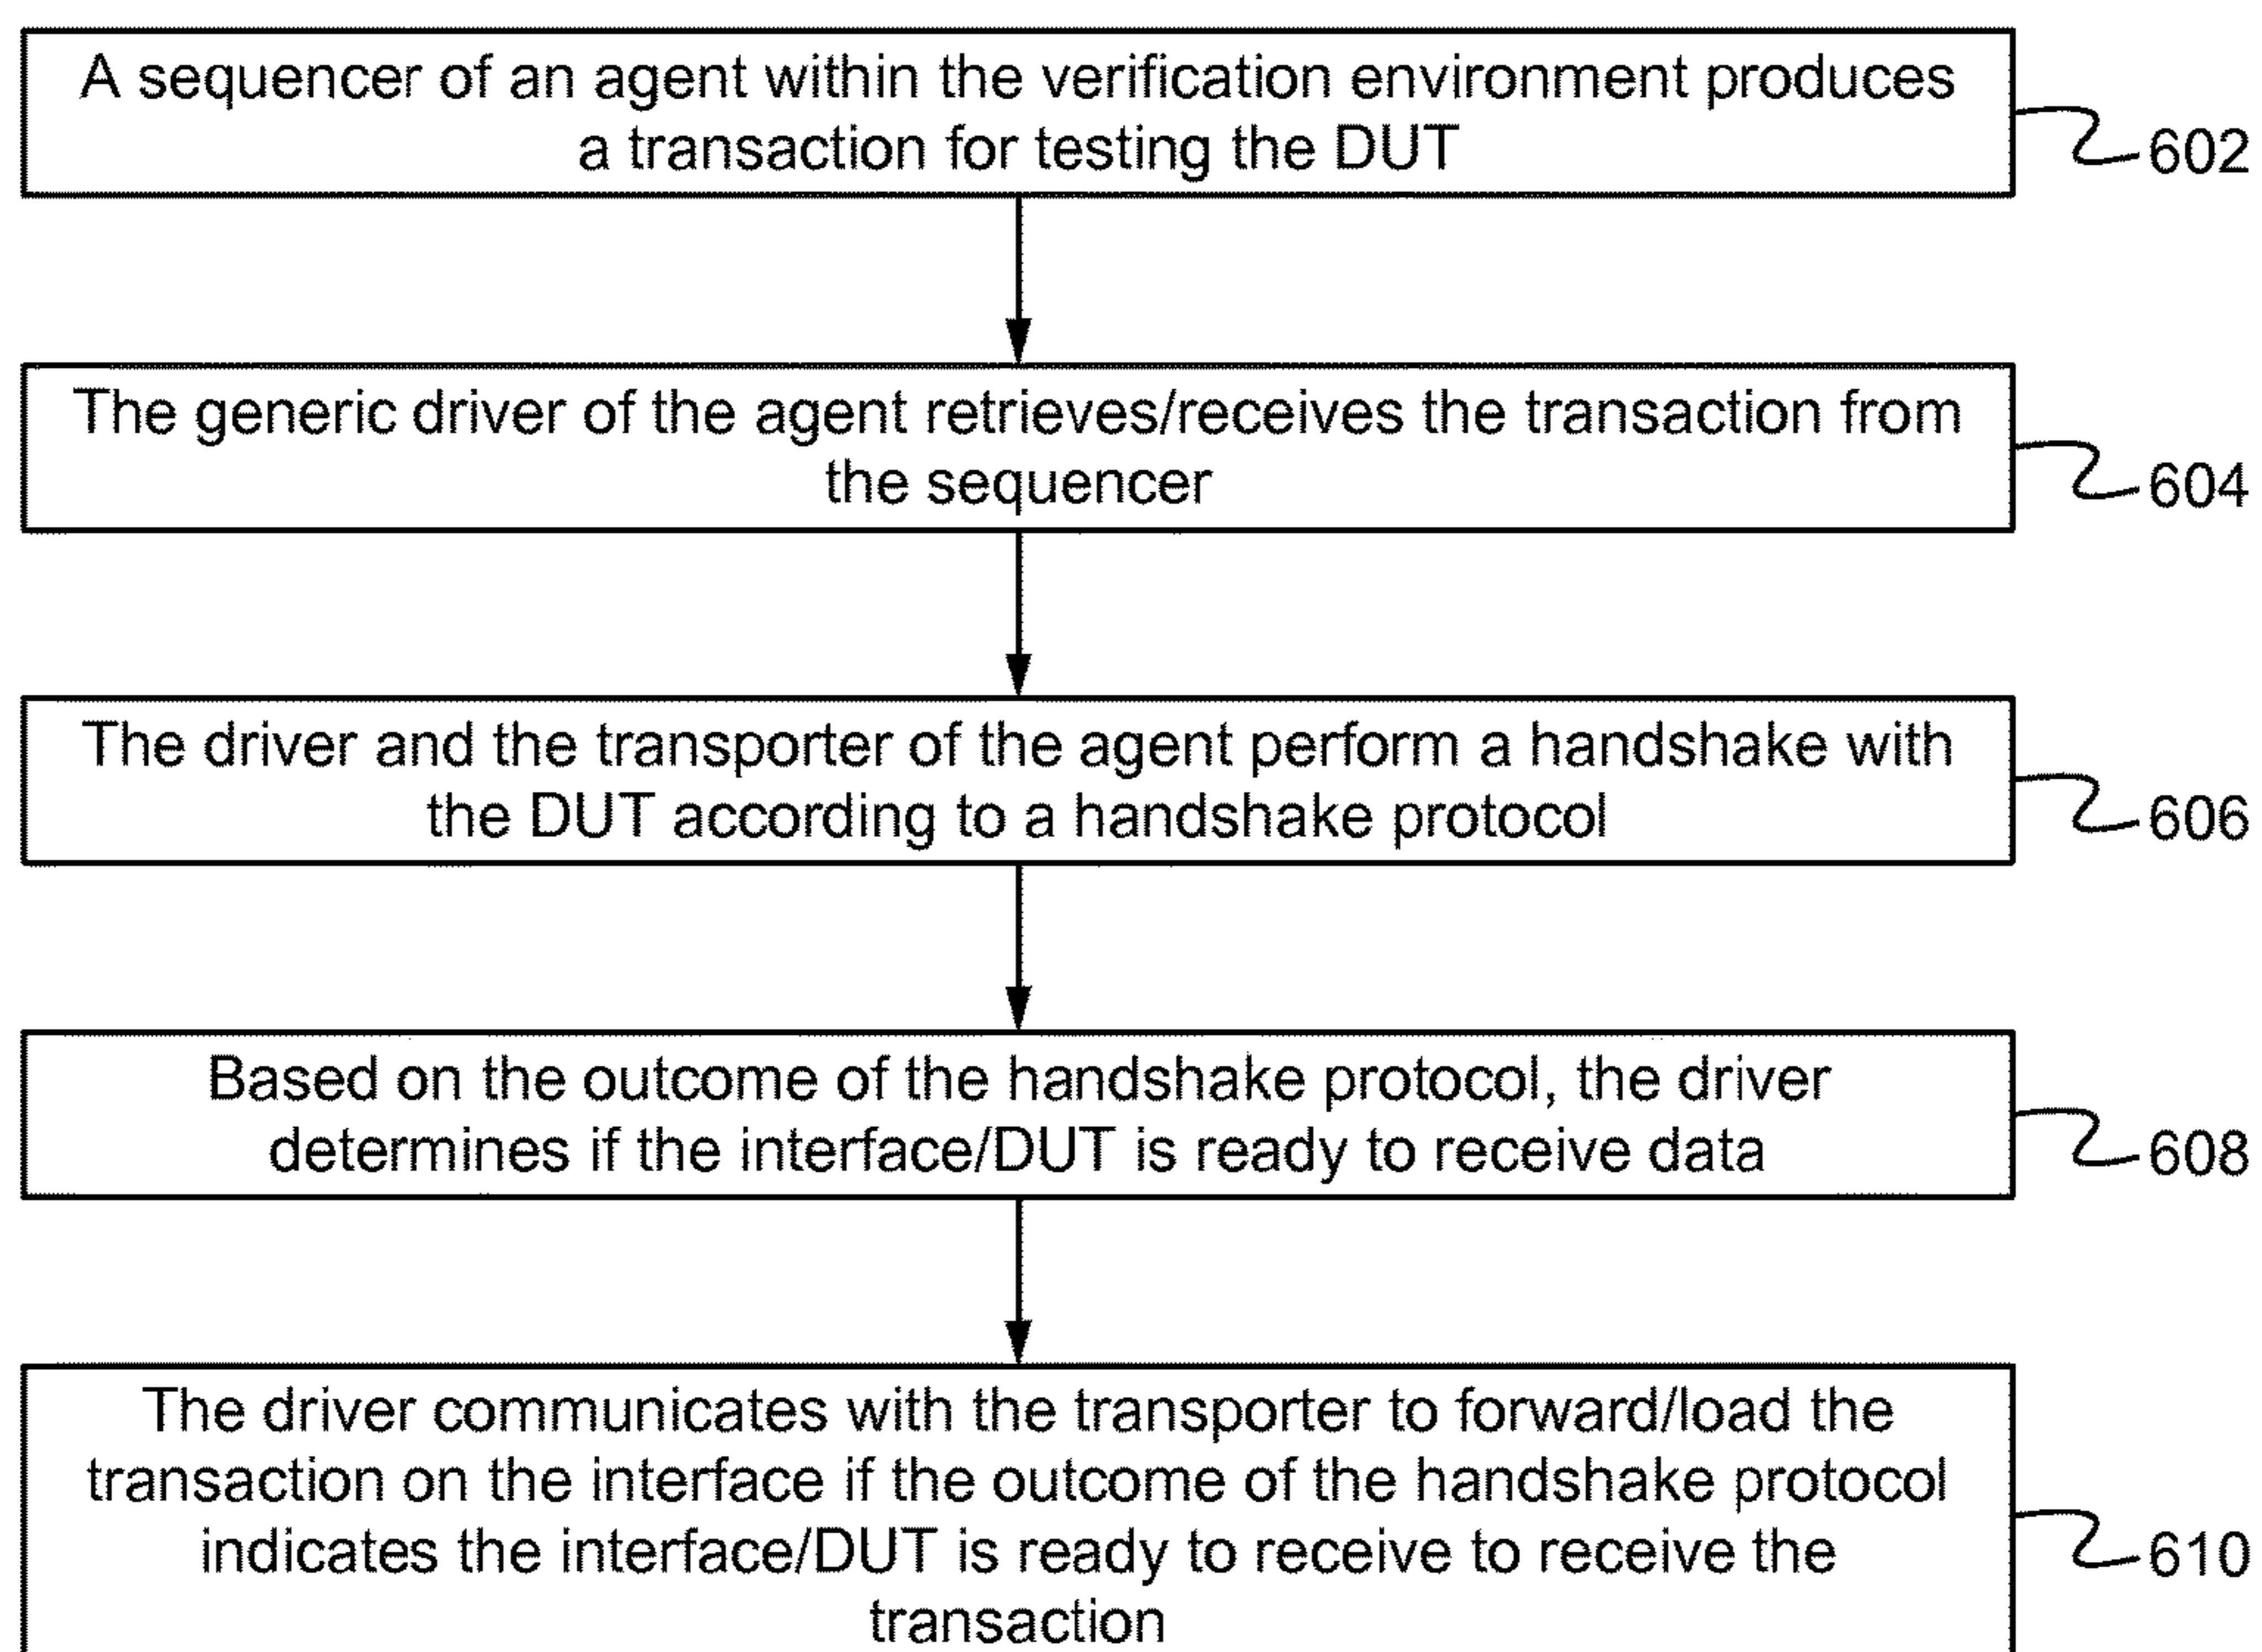 A sequencer of an agent within the verification environment produces
a transaction for testing the DUT
602
The generic driver of the agent retrieves/receives the transaction from
the sequencer
604
The driver and the transporter of the agent perform a handshake with
the DUT according to a handshake protocol
606
Based on the outcome of the handshake protocol, the driver
determines if the interface/DUT is ready to receive data
608
The driver communicates with the transporter to forward/load the
transaction on the interface if the outcome of the handshake protocol
indicates the interface/DUT is ready to receive to receive the
transaction
610